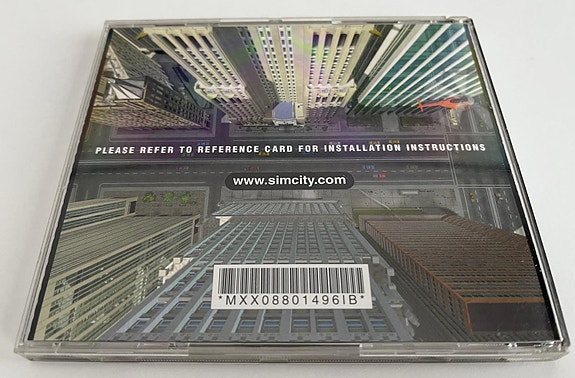 PLEASE REFER TO REFERENCE CARD FOR INSTALLATION INSTRUCTIONS
www.simcity.com
*MXX08801496IB*